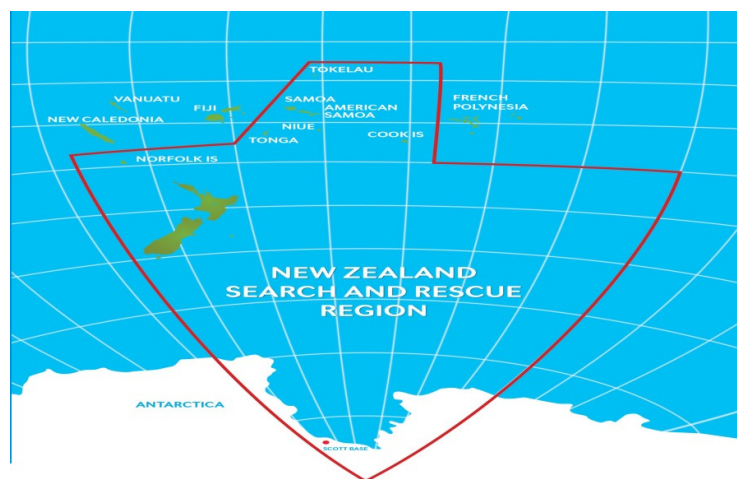 TOKELAU
VANUATU
FIJI
SAMOA
AMERICAN
SAMOA
FRENCH
POLYNESIA
NEW CALEDONIA
NIUE
TONGA
COOK IS
NORFOLK IS
NEW ZEALAND
SEARCH AND RESCUE
REGION
ANTARCTICA
SCOTT BASE